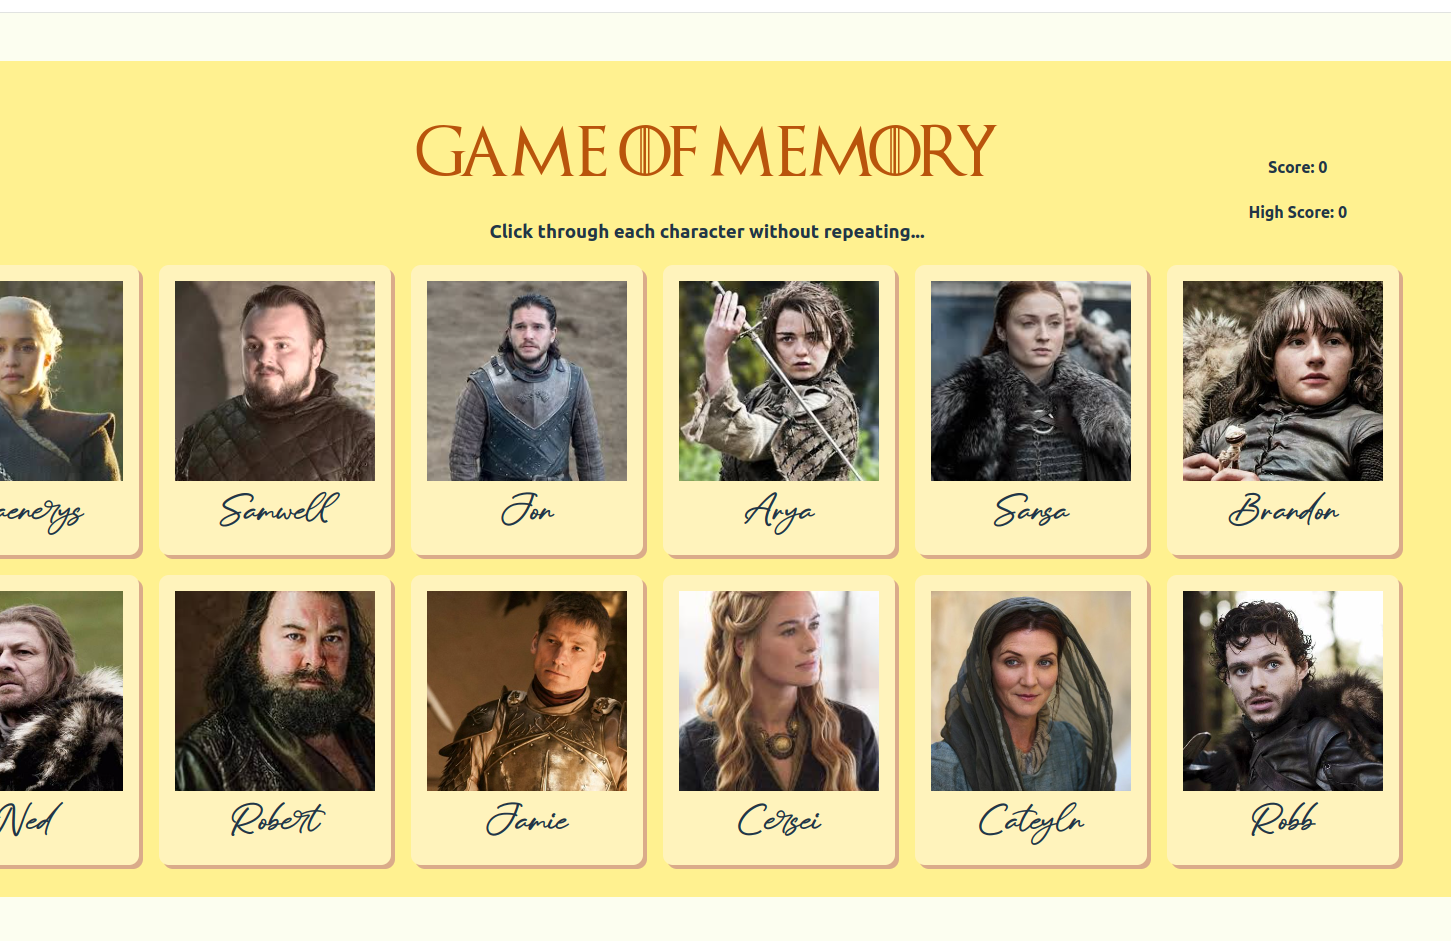 GAME OF MEMORY
Score: 0
High Score: 0
Click through each character without repeating...
aenerys
Samwell
Jon
Arya
Sansa
Brandon
Ned
Robert
Jamie
Cersei
Cateyln
Robb